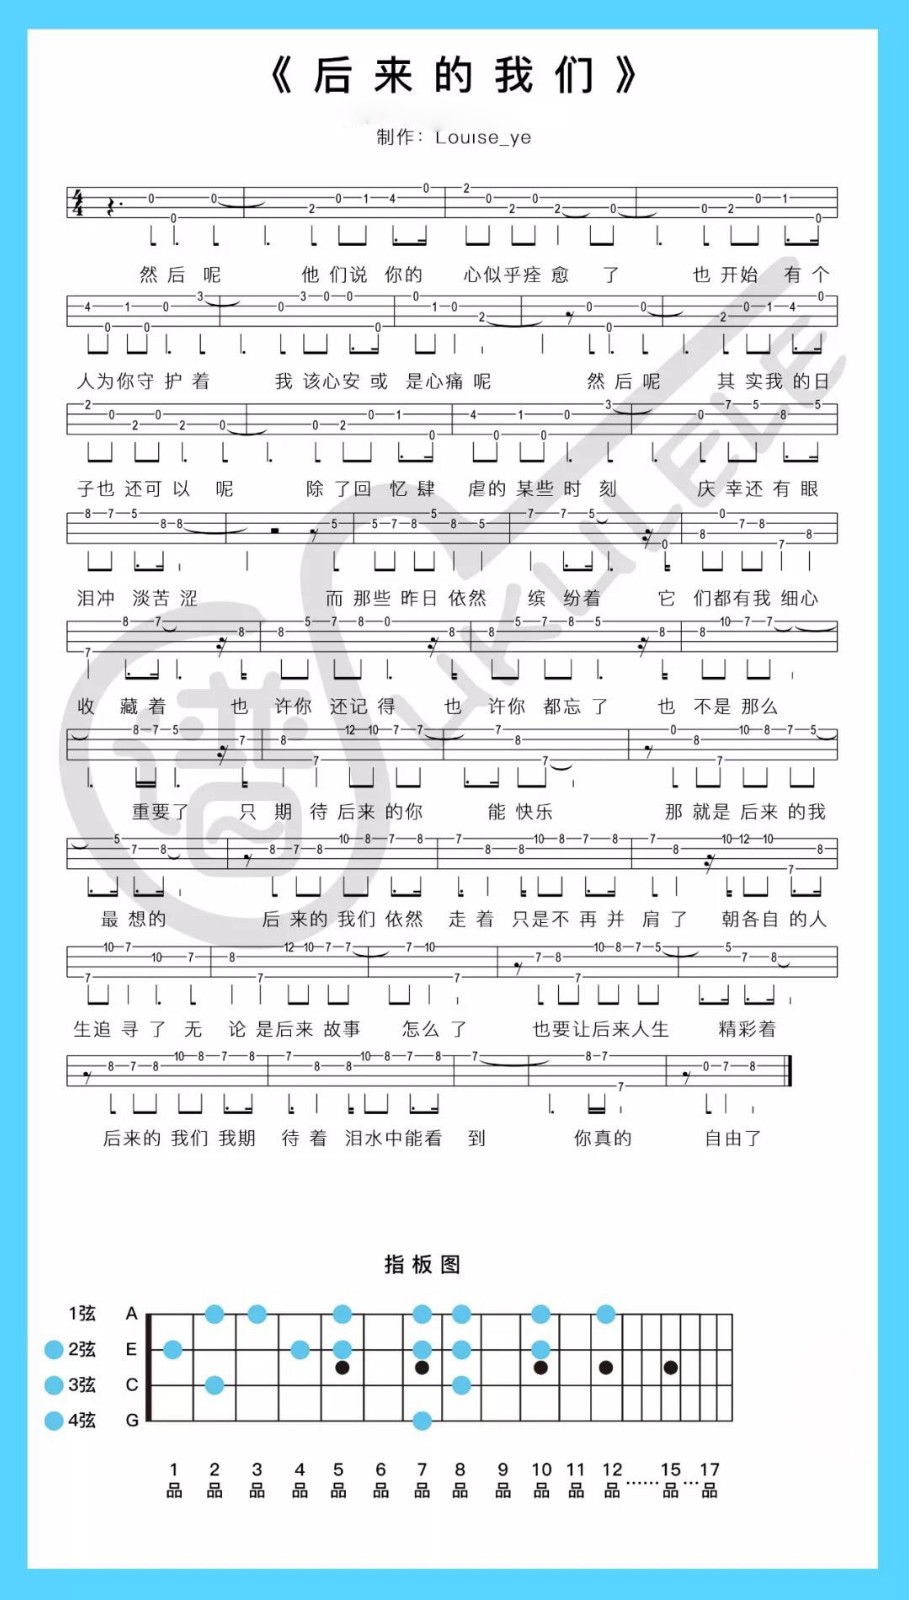 《后来的我们》
制作：Louise_ye
然后呢 他们说 你的 心似乎痊愈 了 也开始 有个
人为你守护着 我该心安或 是心痛呢 然后呢 其实我的日
子也还可以 呢 除了回忆肆 虐的某些时刻 庆幸还有眼
泪冲 淡苦涩 而那些昨日依然 缤纷着 它 们都有我细心
收 藏着 也 许你 还记得 也 许你 都忘了 也 不是那么
重要了 只 期待后来的你 能快乐 那就是后来的我
最想的 后来的我们依然 走着 只是不再并 肩了 朝各自的人
生追寻了 无 论是后来故事 怎么了 也要让后来人生 精彩着
后来的 我们我期 待着 泪水中能看 到 你真的 自由了
UKULELE
谱
指板图
1弦 A
2弦 E
3弦 C
4弦 G
1 2 3 4 5 6 7 8 9 10 11 12 ...... 15 ... 17
品 品 品 品 品 品 品 品 品 品 品 品 品 品